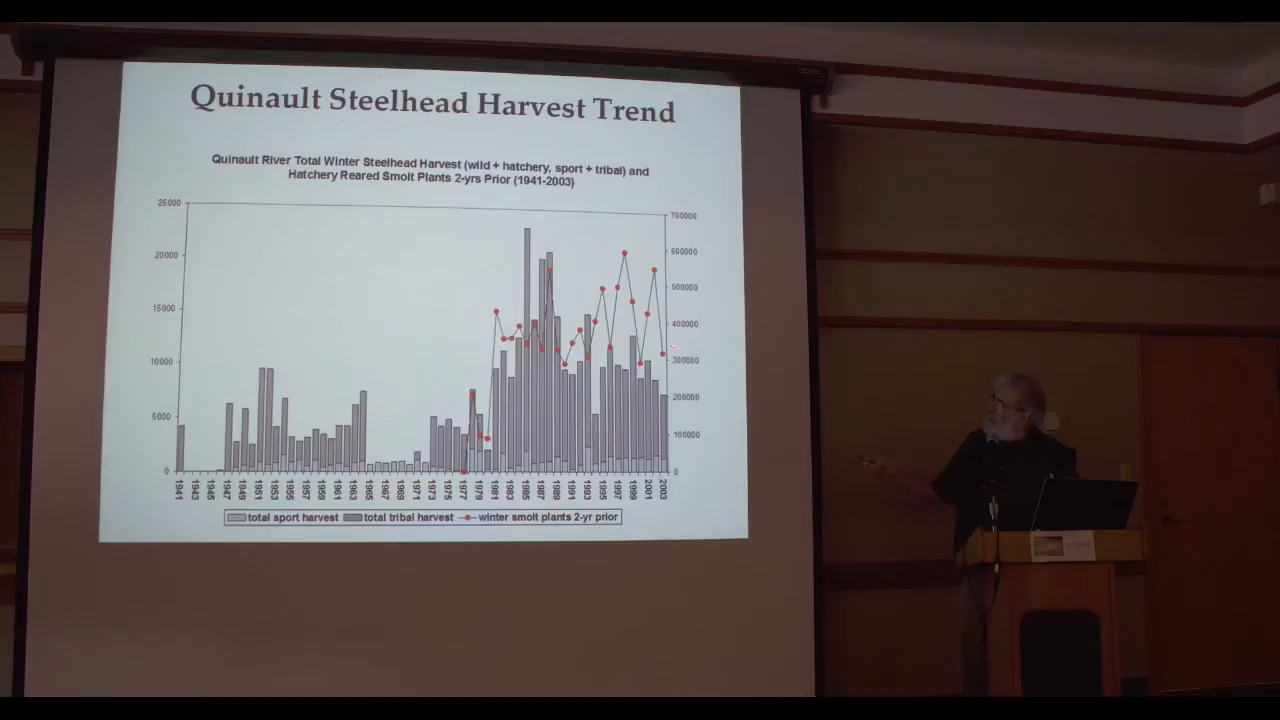 Quinault Steelhead Harvest Trend
Quinault River Total Winter Steelhead Harvest (wild + hatchery, sport + tribal) and
Hatchery Reared Smolt Plants 2-yrs Prior (1941-2003)
25000
20000
15000
10000
5000
0
700000
600000
500000
400000
300000
200000
100000
0
1941 1943 1945 1947 1949 1951 1953 1955 1957 1959 1961 1963 1965 1967 1969 1971 1973 1975 1977 1979 1981 1983 1985 1987 1989 1991 1993 1995 1997 1999 2001 2003
total sport harvest total tribal harvest winter smolt plants 2-yr prior